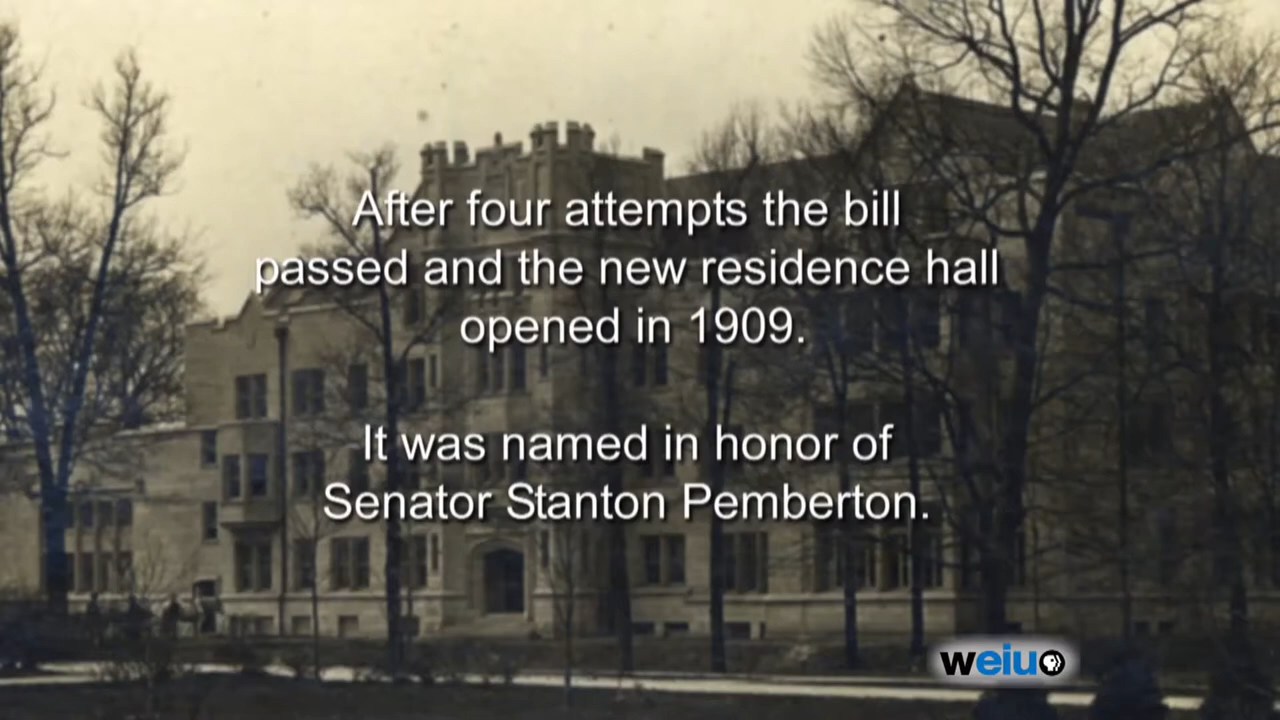 After four attempts the bill
passed and the new residence hall
opened in 1909.
It was named in honor of
Senator Stanton Pemberton.
weiu